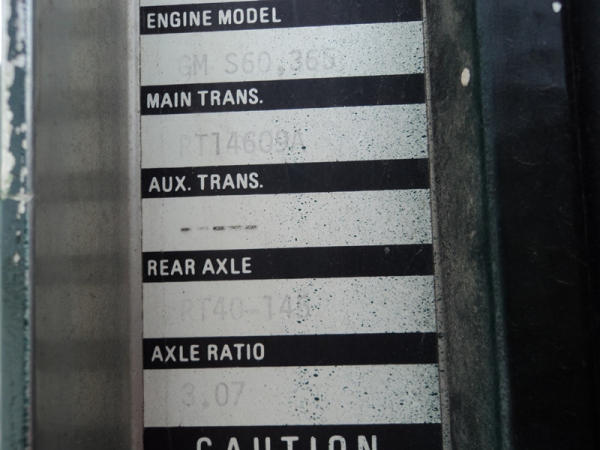 ENGINE MODEL
GM S60,365
MAIN TRANS.
RT14609A
AUX. TRANS.
-----
REAR AXLE
RT40-145
AXLE RATIO
3.07
CAUTION